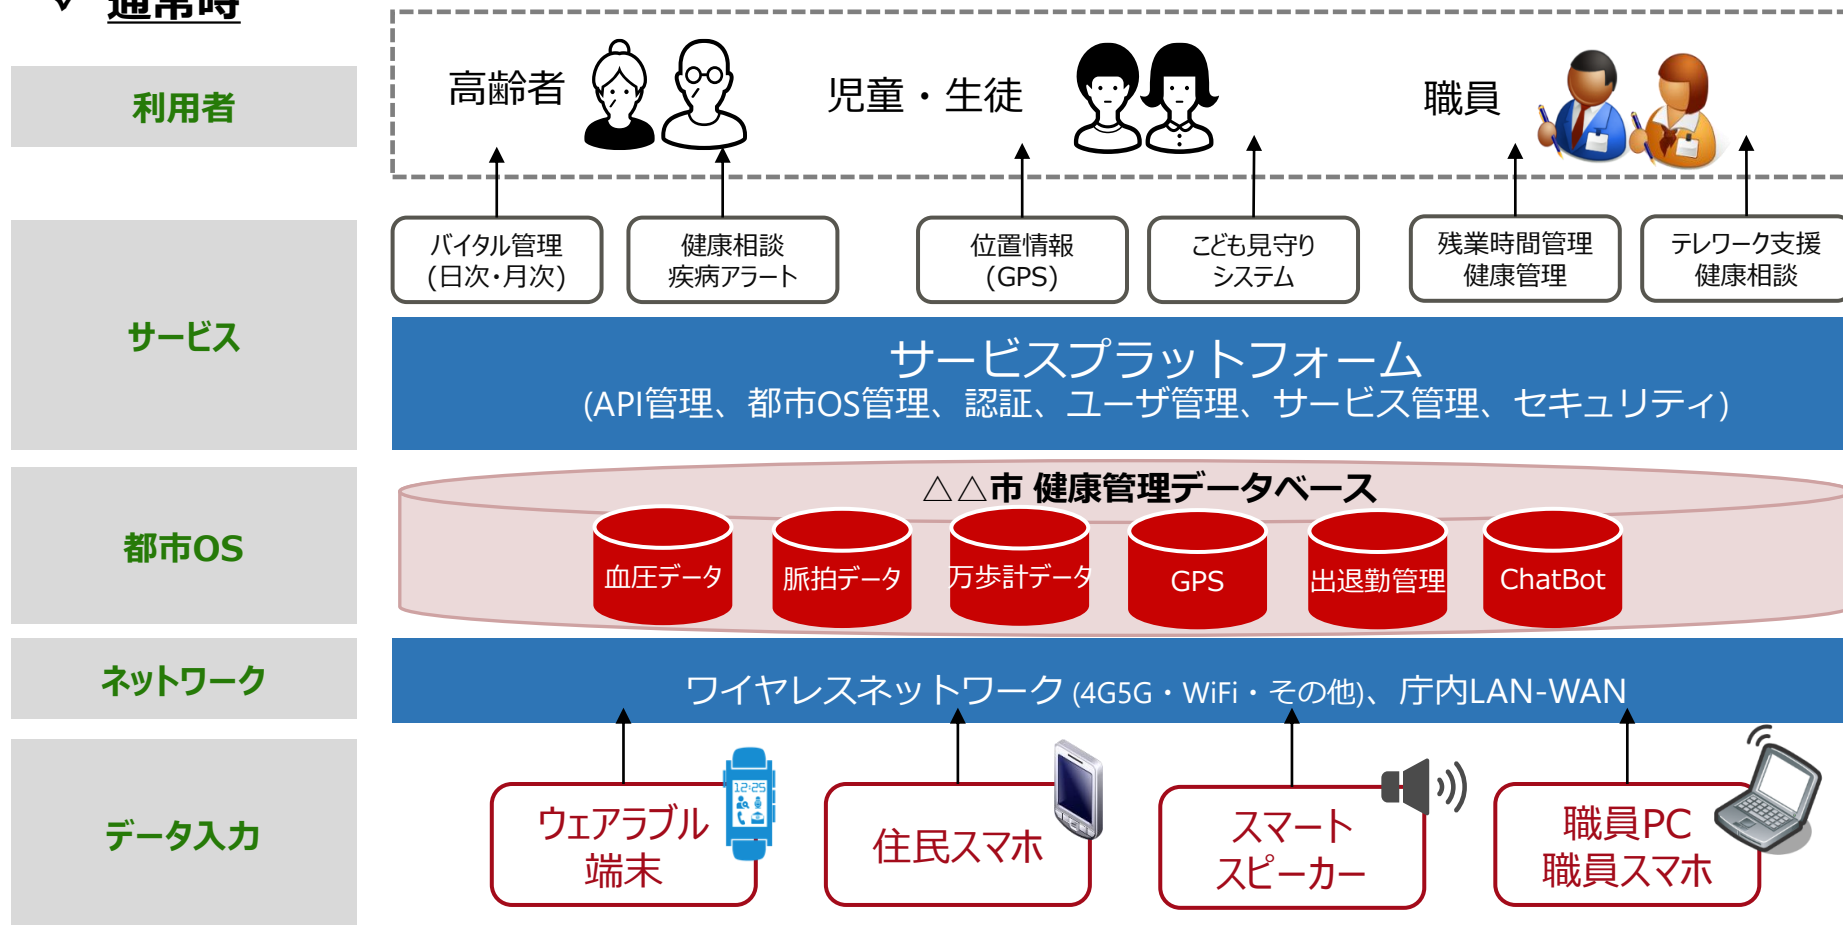 通常時
利用者
高齢者
児童・生徒
職員
バイタル管理
(日次・月次)
健康相談
疾病アラート
位置情報
(GPS)
こども見守り
システム
残業時間管理
健康管理
テレワーク支援
健康相談
サービス
サービスプラットフォーム
(API管理、都市OS管理、認証、ユーザ管理、サービス管理、セキュリティ)
都市OS
△△市 健康管理データベース
血圧データ
脈拍データ
万歩計データ
GPS
出退勤管理
ChatBot
ネットワーク
ワイヤレスネットワーク (4G5G・WiFi・その他)、庁内LAN-WAN
データ入力
ウェアラブル
端末
12:25
住民スマホ
スマート
スピーカー
職員PC
職員スマホ